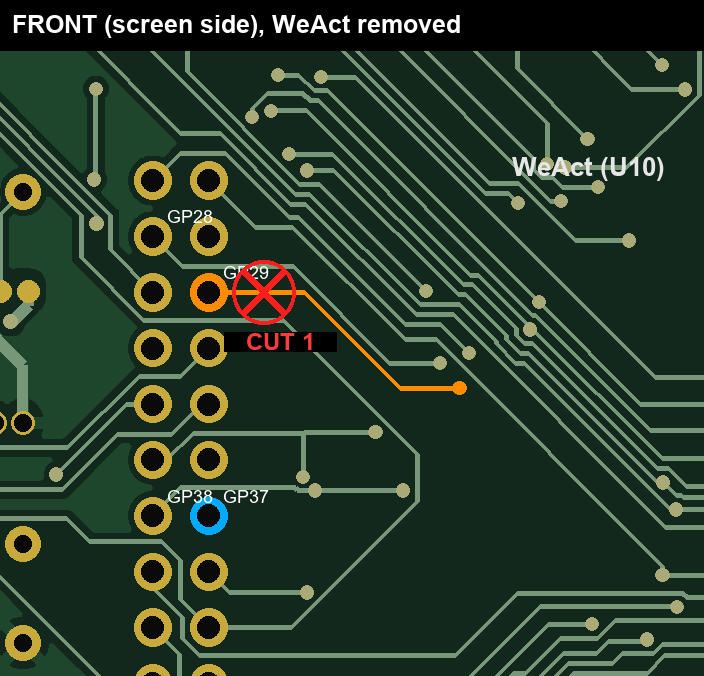 FRONT (screen side), WeAct removed
WeAct (U10)
GP28
GP29
CUT 1
GP38 GP37